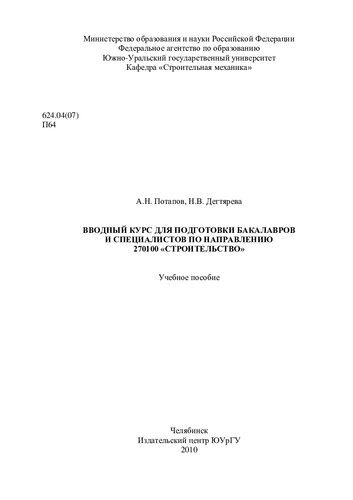 Министерство образования и науки Российской Федерации
Федеральное агентство по образованию
Южно-Уральский государственный университет
Кафедра «Строительная механика»
624.04(07)
П64
А.Н. Потапов, Н.В. Дегтярева
ВВОДНЫЙ КУРС ДЛЯ ПОДГОТОВКИ БАКАЛАВРОВ
И СПЕЦИАЛИСТОВ ПО НАПРАВЛЕНИЮ
270100 «СТРОИТЕЛЬСТВО»
Учебное пособие
Челябинск
Издательский центр ЮУрГУ
2010